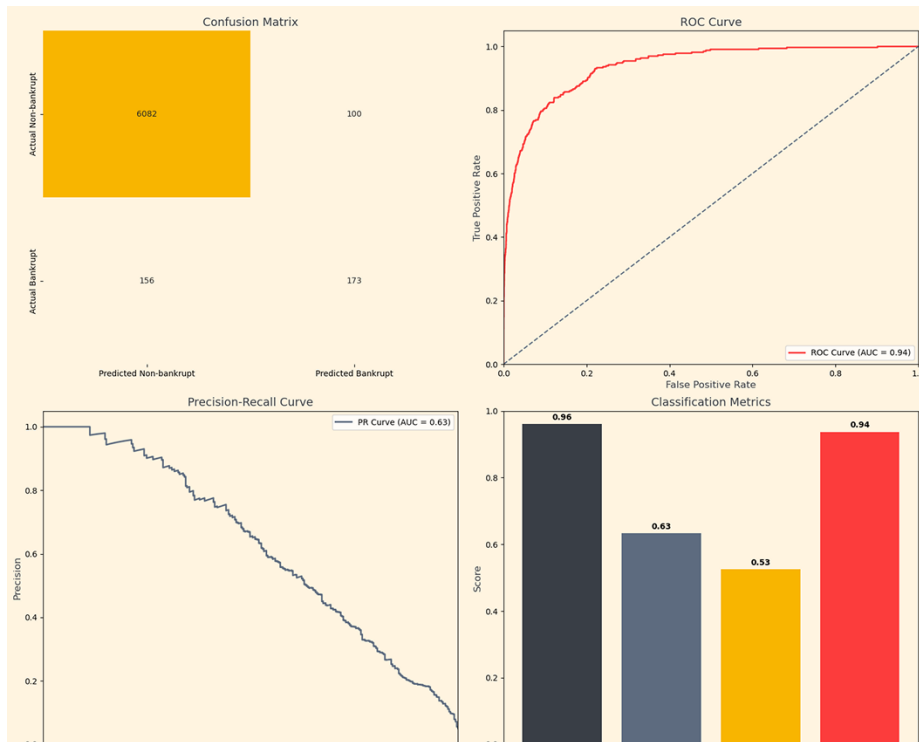 Confusion Matrix
Actual Non-bankrupt
6082
100
Actual Bankrupt
156
173
Predicted Non-bankrupt
Predicted Bankrupt
ROC Curve
True Positive Rate
1.0
0.8
0.6
0.4
0.2
0.0
0.0
0.2
0.4
0.6
0.8
1.
False Positive Rate
ROC Curve (AUC = 0.94)
Precision-Recall Curve
PR Curve (AUC = 0.63)
Precision
1.0
0.8
0.6
0.4
0.2
Classification Metrics
Score
1.0
0.8
0.6
0.4
0.2
0.96
0.63
0.53
0.94